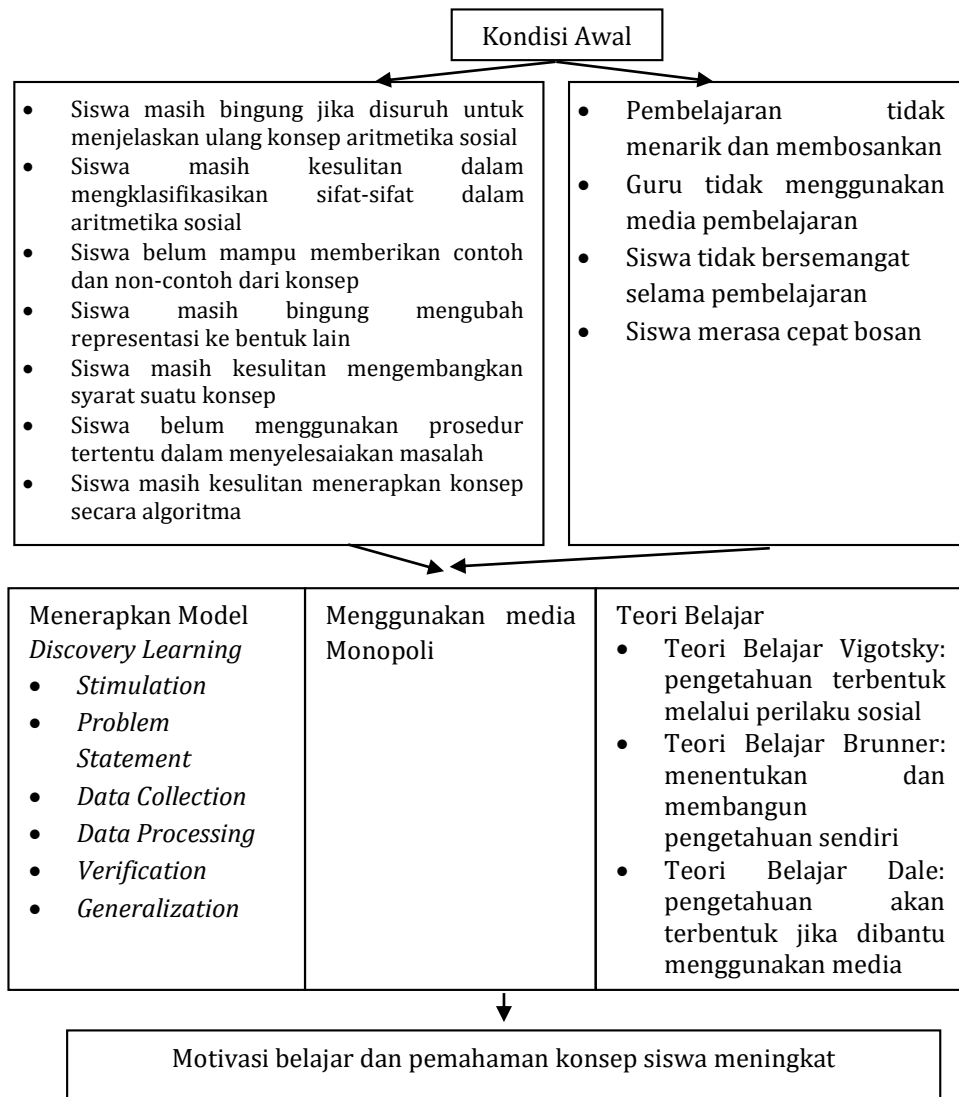 Kondisi Awal
• Siswa masih bingung jika disuruh untuk
menjelaskan ulang konsep aritmetika sosial
• Siswa masih kesulitan dalam
mengklasifikasikan sifat-sifat dalam
aritmetika sosial
• Siswa belum mampu memberikan contoh
dan non-contoh dari konsep
• Siswa masih bingung mengubah
representasi ke bentuk lain
• Siswa masih kesulitan mengembangkan
syarat suatu konsep
• Siswa belum menggunakan prosedur
tertentu dalam menyelesaiakan masalah
• Siswa masih kesulitan menerapkan konsep
secara algoritma
• Pembelajaran tidak
menarik dan membosankan
• Guru tidak menggunakan
media pembelajaran
• Siswa tidak bersemangat
selama pembelajaran
• Siswa merasa cepat bosan
Menerapkan Model
Discovery Learning
• Stimulation
• Problem
Statement
• Data Collection
• Data Processing
• Verification
• Generalization
Menggunakan media
Monopoli
Teori Belajar
• Teori Belajar Vigotsky:
pengetahuan terbentuk
melalui perilaku sosial
• Teori Belajar Brunner:
menentukan dan
membangun
pengetahuan sendiri
• Teori Belajar Dale:
pengetahuan akan
terbentuk jika dibantu
menggunakan media
Motivasi belajar dan pemahaman konsep siswa meningkat